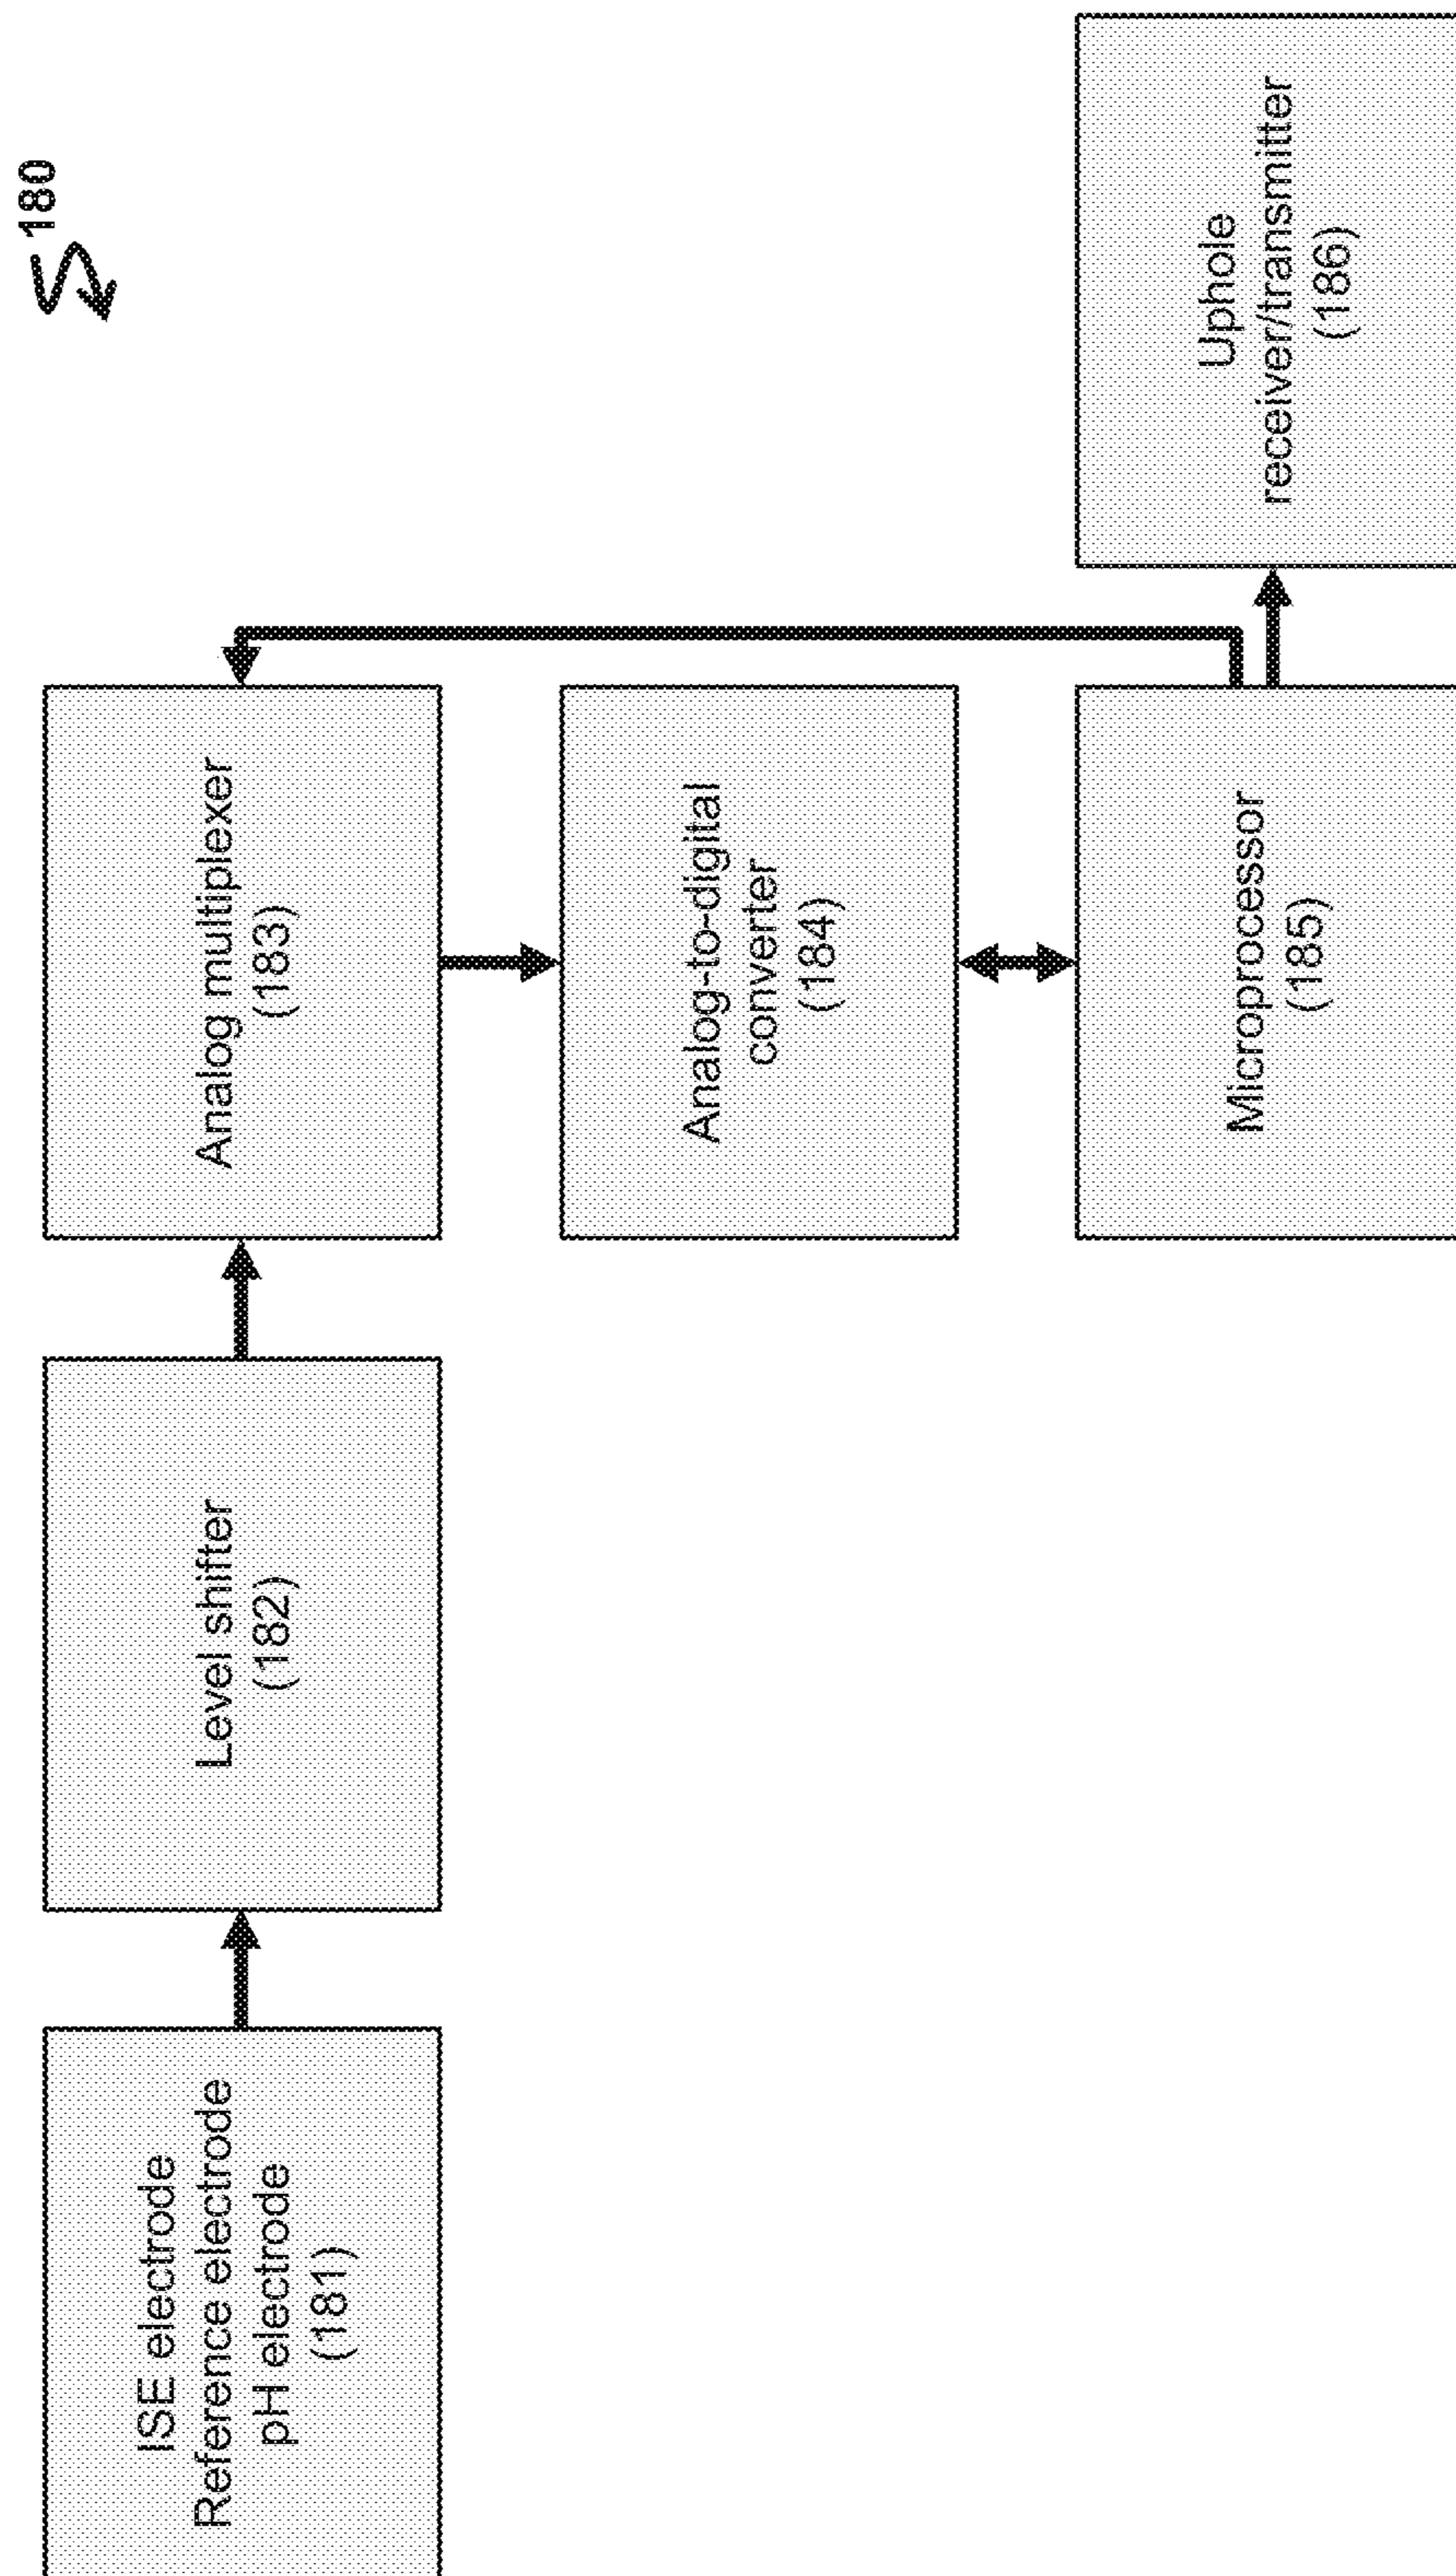 180
ISE electrode
Reference electrode
pH electrode
(181)
Level shifter
(182)
Analog multiplexer
(183)
Analog-to-digital
converter
(184)
Microprocessor
(185)
Uphole
receiver/transmitter
(186)